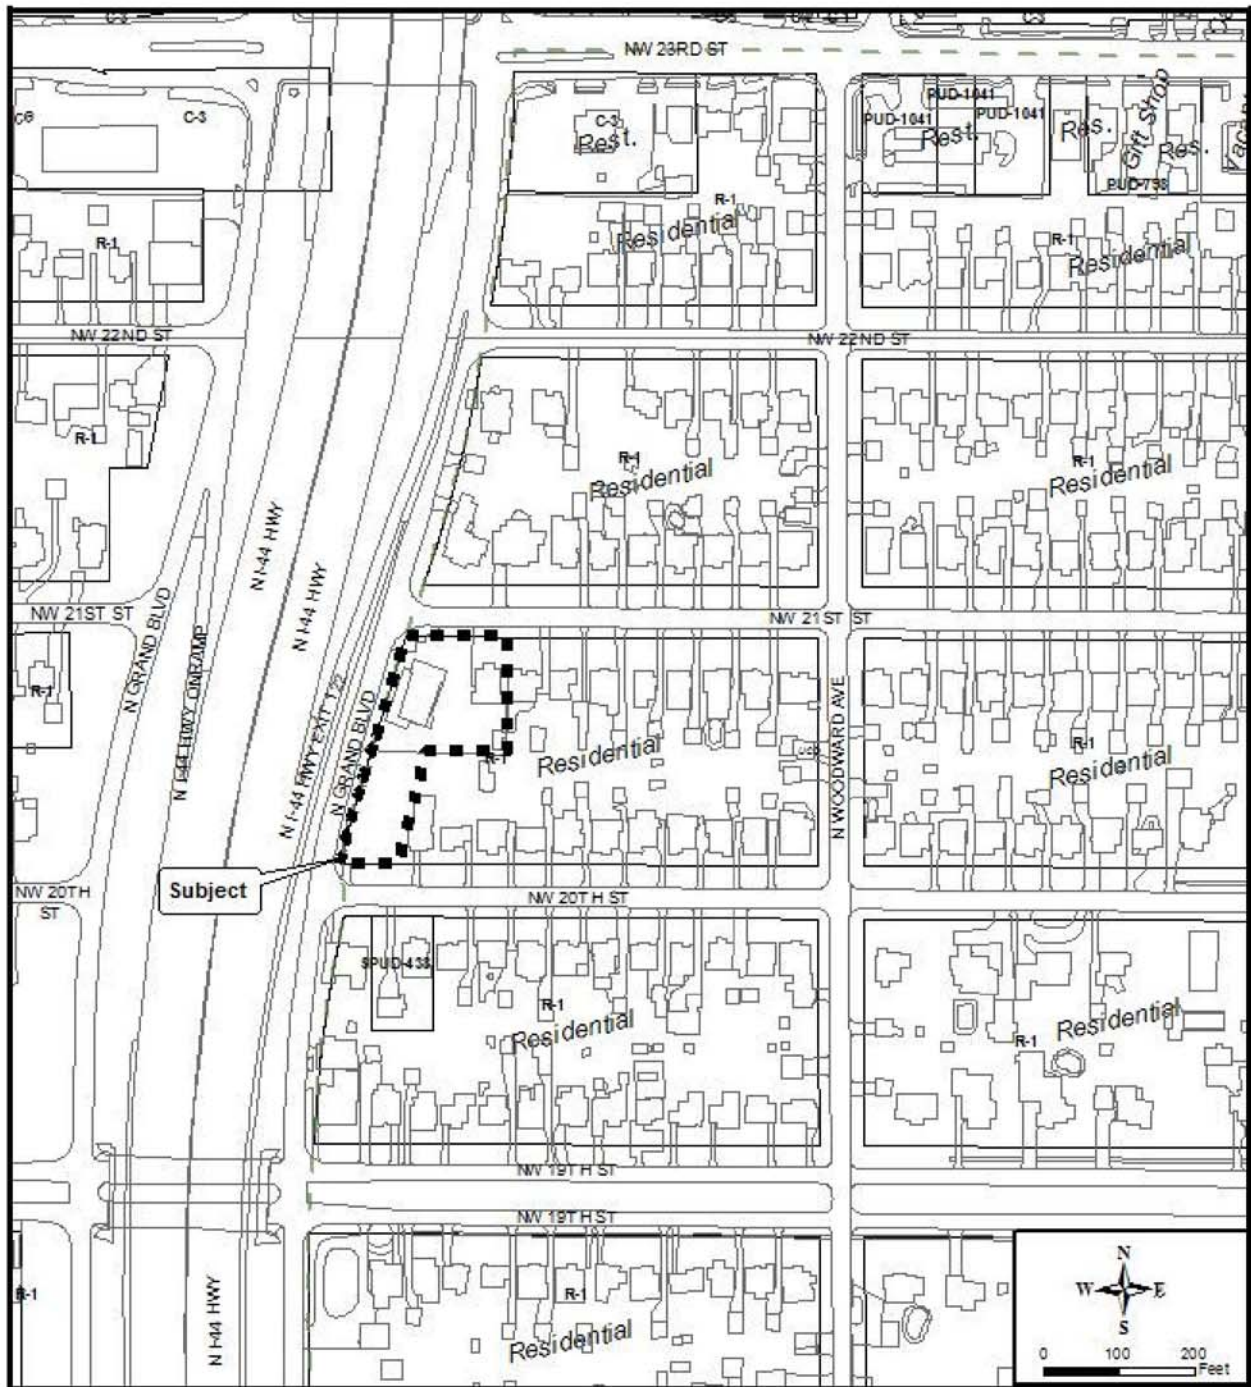 C-3
NW 23RD ST
C-3
C-3
Rest.
PUD-1041
PUD-1041
PUD-1041
Rest.
Res.
Gift Shop
Res.
PUD-798
R-1
R-1
Residential
R-1
Residential
NW 22ND ST
NW 22ND ST
R-1
R-1
Residential
R-1
Residential
N I-44 HWY
N I-44 HWY
NW 21ST ST
N GRAND BLVD
N I-44 HWY ONRAMP
NW 21ST ST
R-1
N I-44 HWY EXIT 122
N GRAND BLVD
R-1
Residential
N WOODWARD AVE
R-1
Residential
Subject
NW 20TH
ST
NW 20TH ST
SPUD-438
R-1
Residential
R-1
Residential
NW 19TH ST
NW 19TH ST
N I-44 HWY
R-1
R-1
Residential
N
W
E
S
0 100 200
Feet